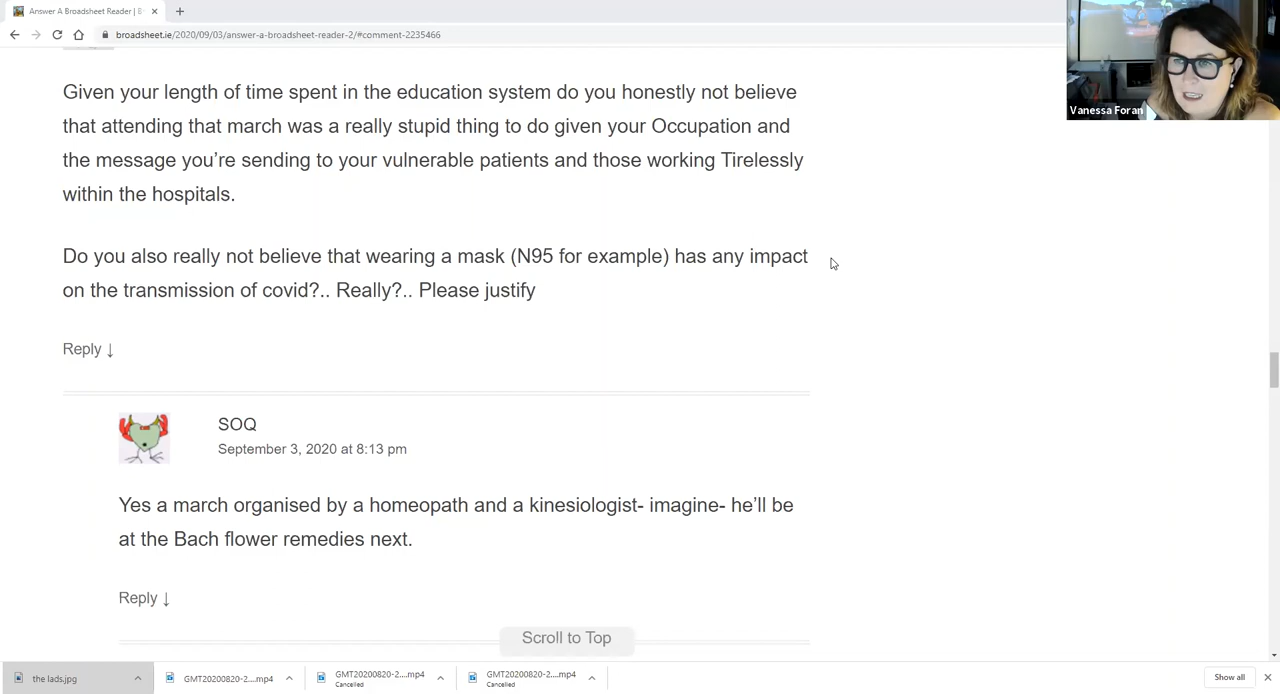 Answer A Broadsheet Reader | B
broadsheet.ie/2020/09/03/answer-a-broadsheet-reader-2/#comment-2235466
Vanessa Foran
Given your length of time spent in the education system do you honestly not believe
that attending that march was a really stupid thing to do given your Occupation and
the message you're sending to your vulnerable patients and those working Tirelessly
within the hospitals.
Do you also really not believe that wearing a mask (N95 for example) has any impact
on the transmission of covid?.. Really?.. Please justify
Reply ↓
SOQ
September 3, 2020 at 8:13 pm
Yes a march organised by a homeopath and a kinesiologist- imagine- he'll be
at the Bach flower remedies next.
Reply ↓
Scroll to Top
the lads.jpg
GMT20200820-2....mp4
GMT20200820-2....mp4
Cancelled
GMT20200820-2....mp4
Cancelled
Show all